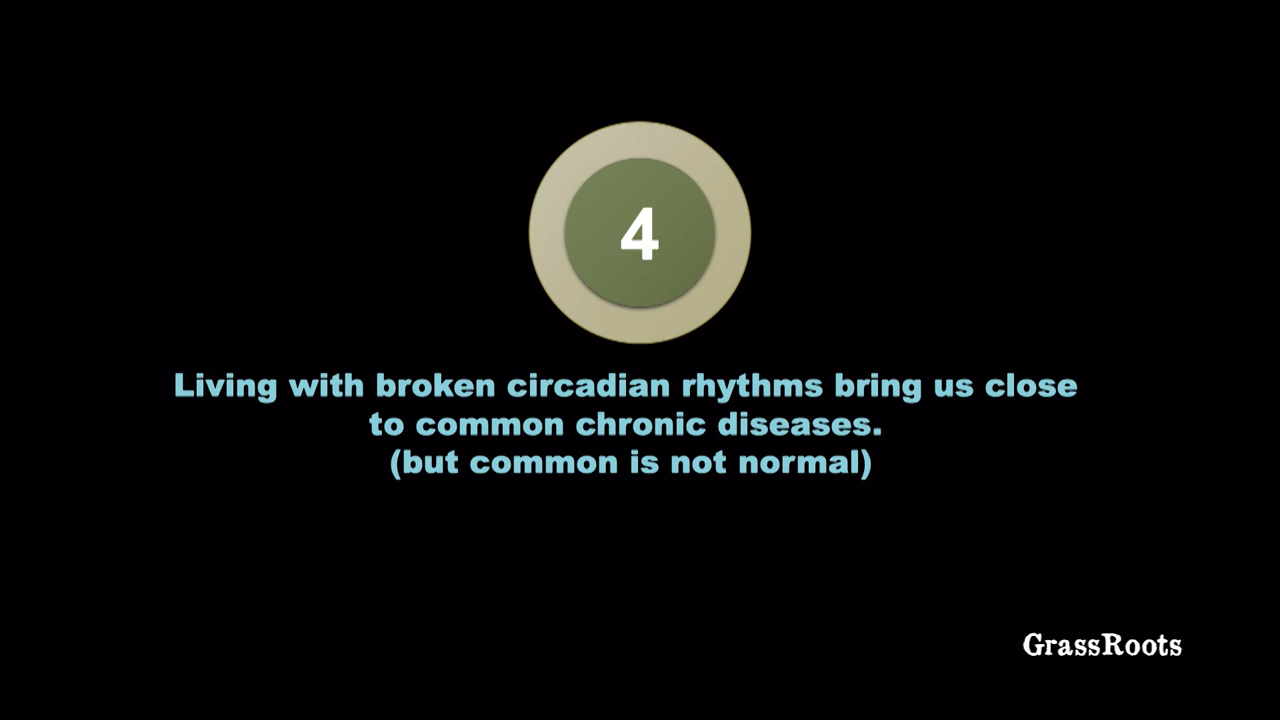 4
Living with broken circadian rhythms bring us close
to common chronic diseases.
(but common is not normal)
GrassRoots